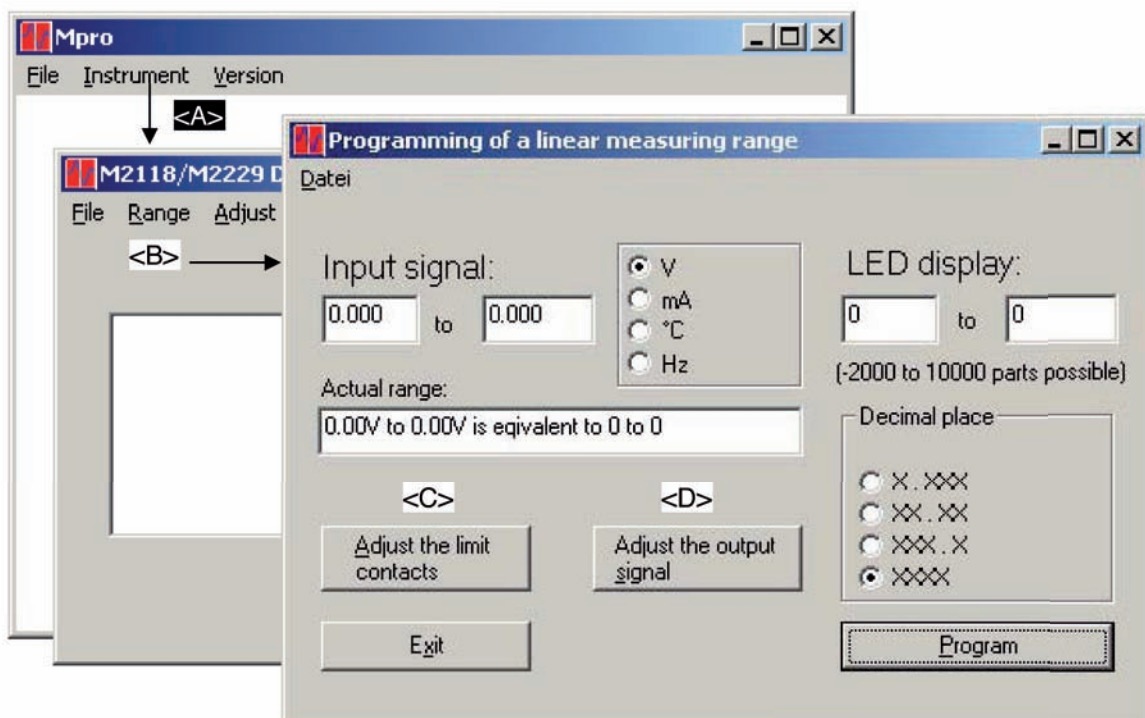 Mpro
File Instrument Version
<A>
M2118/M2229 D
File Range Adjust
<B>
Programming of a linear measuring range
Datei
Input signal:
0.000 to 0.000
V
mA
°C
Hz
LED display:
0 to 0
(-2000 to 10000 parts possible)
Actual range:
0.00V to 0.00V is eqivalent to 0 to 0
Decimal place
X.XXX
XX.XX
XXX.X
XXXX
<C>
Adjust the limit
contacts
<D>
Adjust the output
signal
Exit
Program